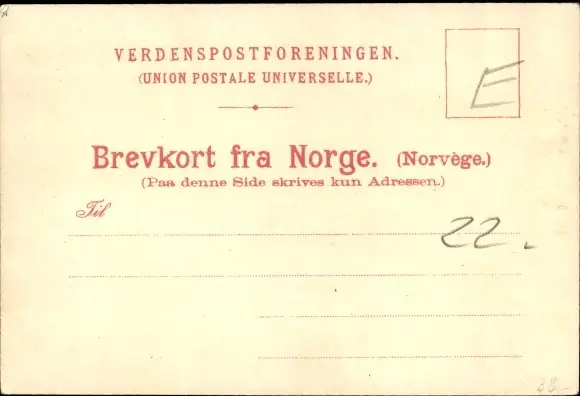 VERDENSPOSTFORENINGEN.
(UNION POSTALE UNIVERSELLE.)
E
Brevkort fra Norge. (Norvège.)
(Paa denne Side skrives kun Adressen.)
Til
22.